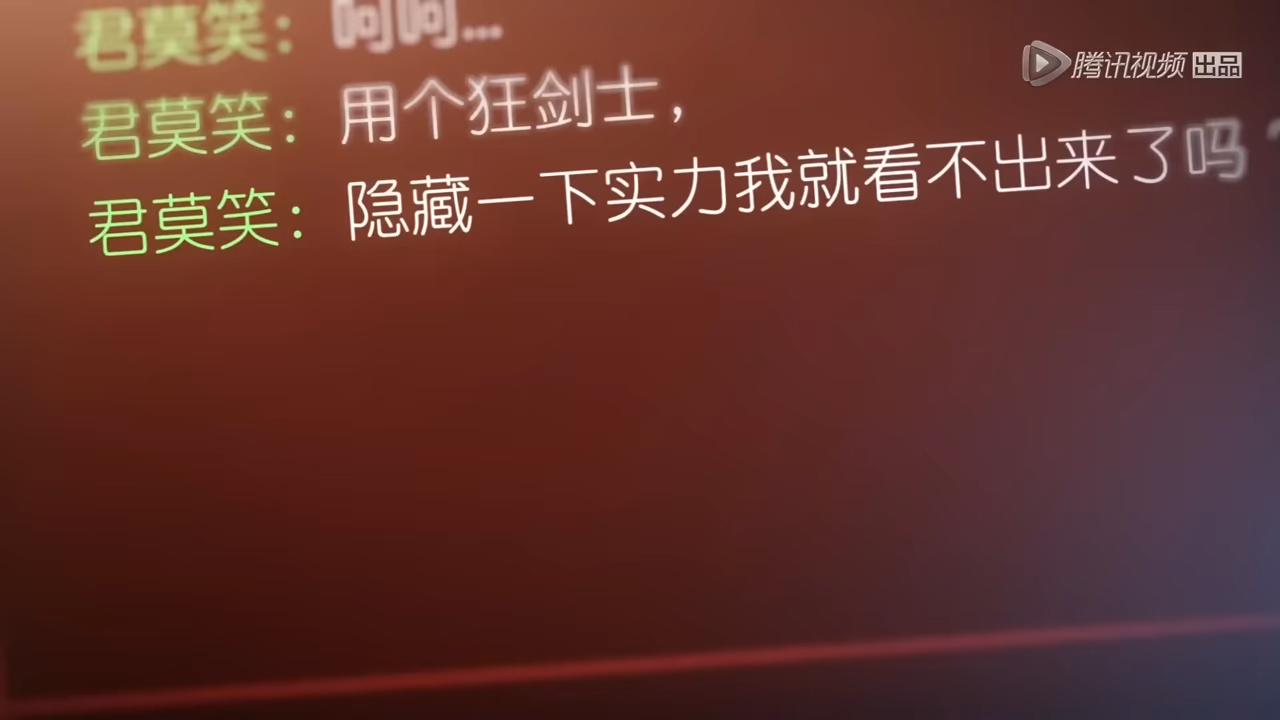 君莫笑：呵呵...
腾讯视频 出品
君莫笑：用个狂剑士，
君莫笑：隐藏一下实力我就看不出来了吗？